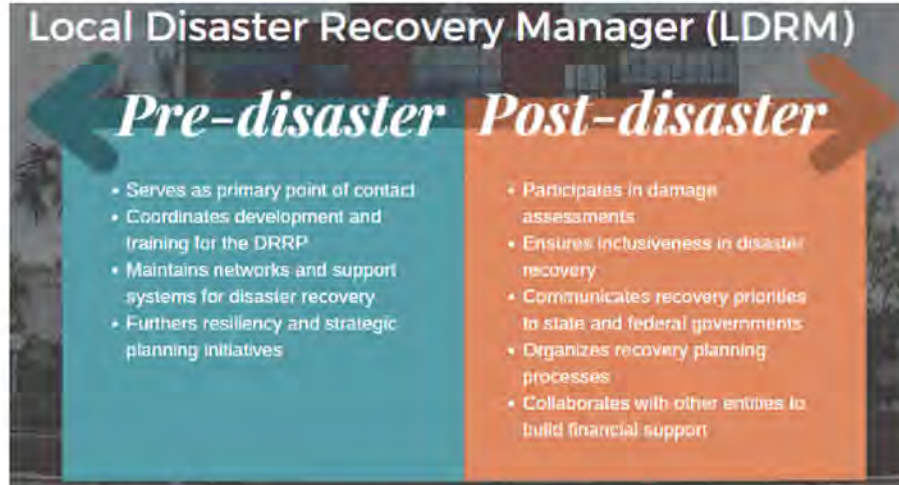 Local Disaster Recovery Manager (LDRM)
Pre-disaster
• Serves as primary point of contact
• Coordinates development and
training for the DRRP
• Maintains networks and support
systems for disaster recovery
• Furthers resiliency and strategic
planning initiatives
Post-disaster
• Participates in damage
assessments
• Ensures inclusiveness in disaster
recovery
• Communicates recovery priorities
to state and federal governments
• Organizes recovery planning
processes
• Collaborates with other entities to
build financial support